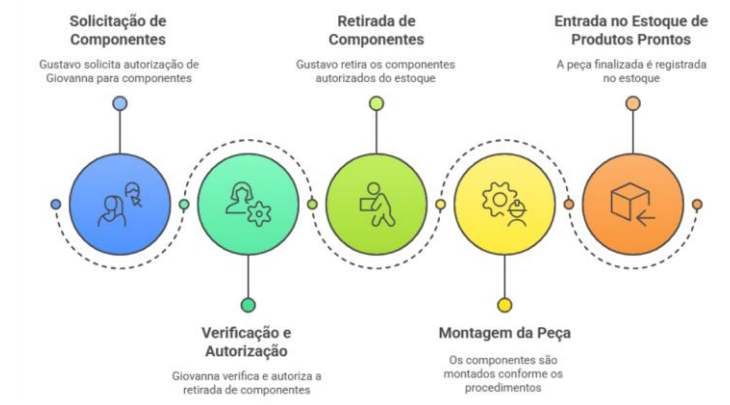 Solicitação de
Componentes
Gustavo solicita autorização de
Giovanna para componentes
Verificação e
Autorização
Giovanna verifica e autoriza a
retirada de componentes
Retirada de
Componentes
Gustavo retira os componentes
autorizados do estoque
Montagem da Peça
Os componentes são
montados conforme os
procedimentos
Entrada no Estoque de
Produtos Prontos
A peça finalizada é registrada
no estoque